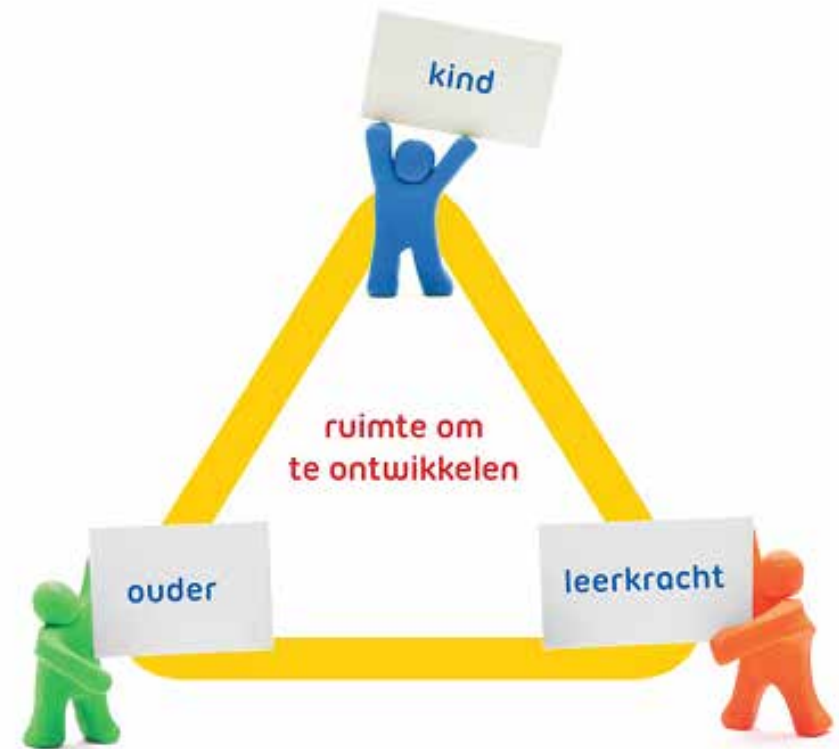 kind
ruimte om
te ontwikkelen
ouder
leerkracht